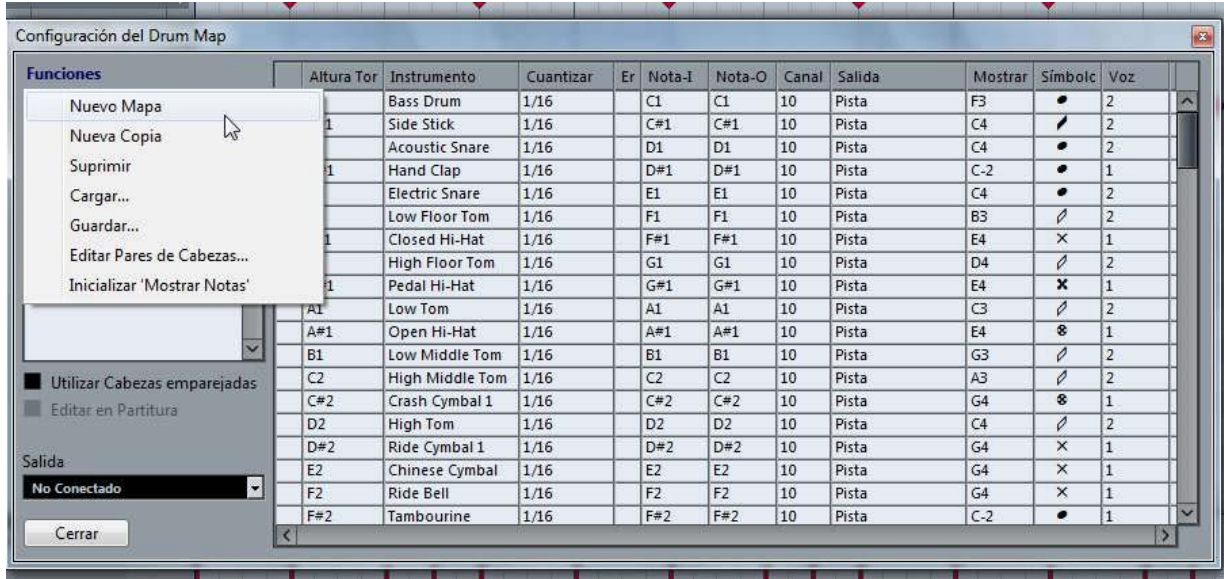 Configuración del Drum Map
Funciones
Nuevo Mapa
Nueva Copia
Suprimir
Cargar...
Guardar...
Editar Pares de Cabezas...
Inicializar 'Mostrar Notas'
Utilizar Cabezas emparejadas
Editar en Partitura
Salida
No Conectado
Cerrar
Altura Tor Instrumento Cuantizar Er Nota-I Nota-O Canal Salida Mostrar Símbolc Voz
Bass Drum 1/16 C1 C1 10 Pista F3 2
1 Side Stick 1/16 C#1 C#1 10 Pista C4 2
Acoustic Snare 1/16 D1 D1 10 Pista C4 2
1 Hand Clap 1/16 D#1 D#1 10 Pista C-2 1
Electric Snare 1/16 E1 E1 10 Pista C4 2
Low Floor Tom 1/16 F1 F1 10 Pista B3 2
1 Closed Hi-Hat 1/16 F#1 F#1 10 Pista E4 1
High Floor Tom 1/16 G1 G1 10 Pista D4 2
1 Pedal Hi-Hat 1/16 G#1 G#1 10 Pista E4 1
A1 Low Tom 1/16 A1 A1 10 Pista C3 2
A#1 Open Hi-Hat 1/16 A#1 A#1 10 Pista E4 1
B1 Low Middle Tom 1/16 B1 B1 10 Pista G3 2
C2 High Middle Tom 1/16 C2 C2 10 Pista A3 2
C#2 Crash Cymbal 1 1/16 C#2 C#2 10 Pista G4 1
D2 High Tom 1/16 D2 D2 10 Pista C4 2
D#2 Ride Cymbal 1 1/16 D#2 D#2 10 Pista G4 1
E2 Chinese Cymbal 1/16 E2 E2 10 Pista G4 1
F2 Ride Bell 1/16 F2 F2 10 Pista G4 1
F#2 Tambourine 1/16 F#2 F#2 10 Pista C-2 1